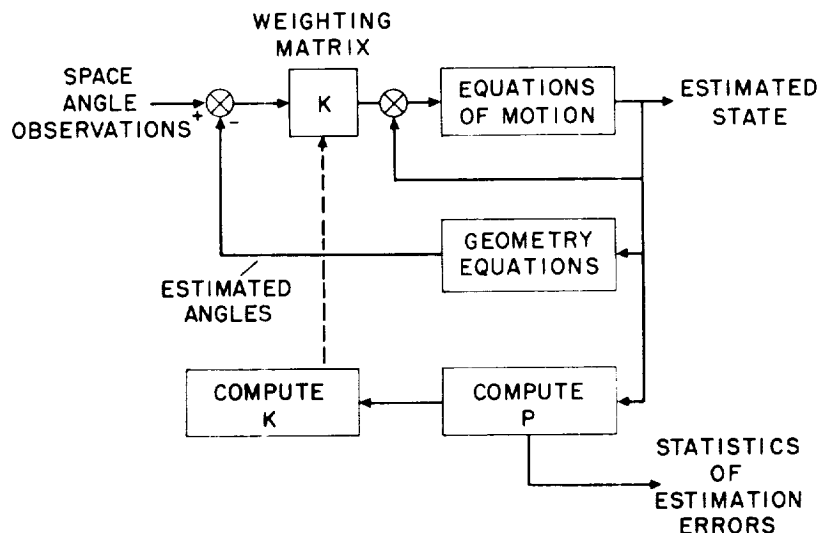 WEIGHTING
MATRIX
SPACE
ANGLE
OBSERVATIONS
+
-
K
EQUATIONS
OF MOTION
ESTIMATED
STATE
GEOMETRY
EQUATIONS
ESTIMATED
ANGLES
COMPUTE
K
COMPUTE
P
STATISTICS
OF
ESTIMATION
ERRORS